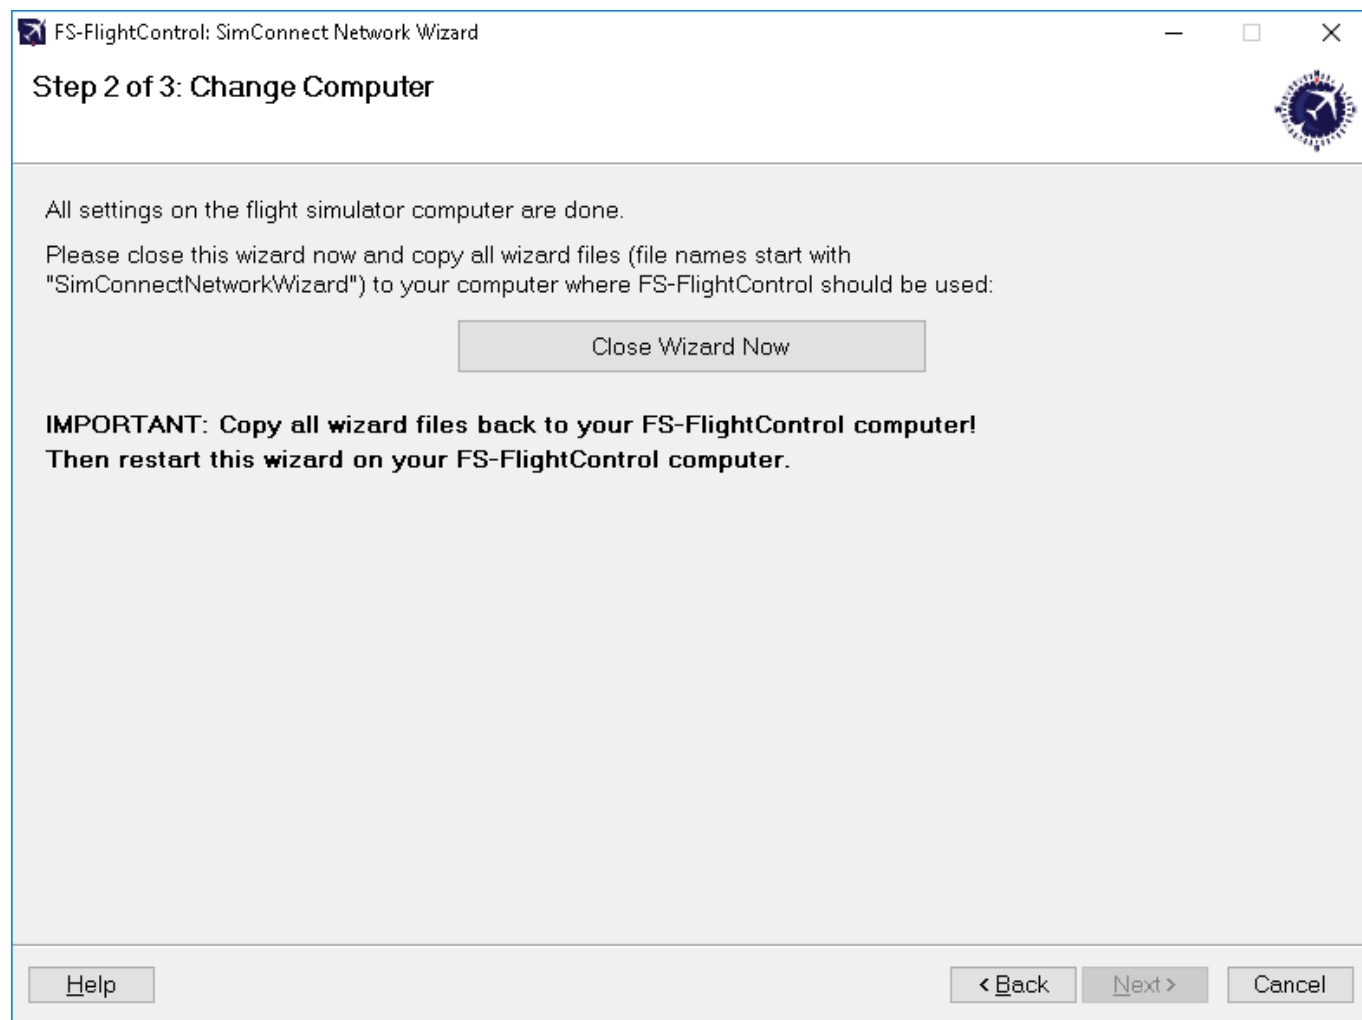 FS-FlightControl: SimConnect Network Wizard
Step 2 of 3: Change Computer
All settings on the flight simulator computer are done.
Please close this wizard now and copy all wizard files (file names start with
"SimConnectNetworkWizard") to your computer where FS-FlightControl should be used:
Close Wizard Now
IMPORTANT: Copy all wizard files back to your FS-FlightControl computer!
Then restart this wizard on your FS-FlightControl computer.
Help
< Back
Next >
Cancel